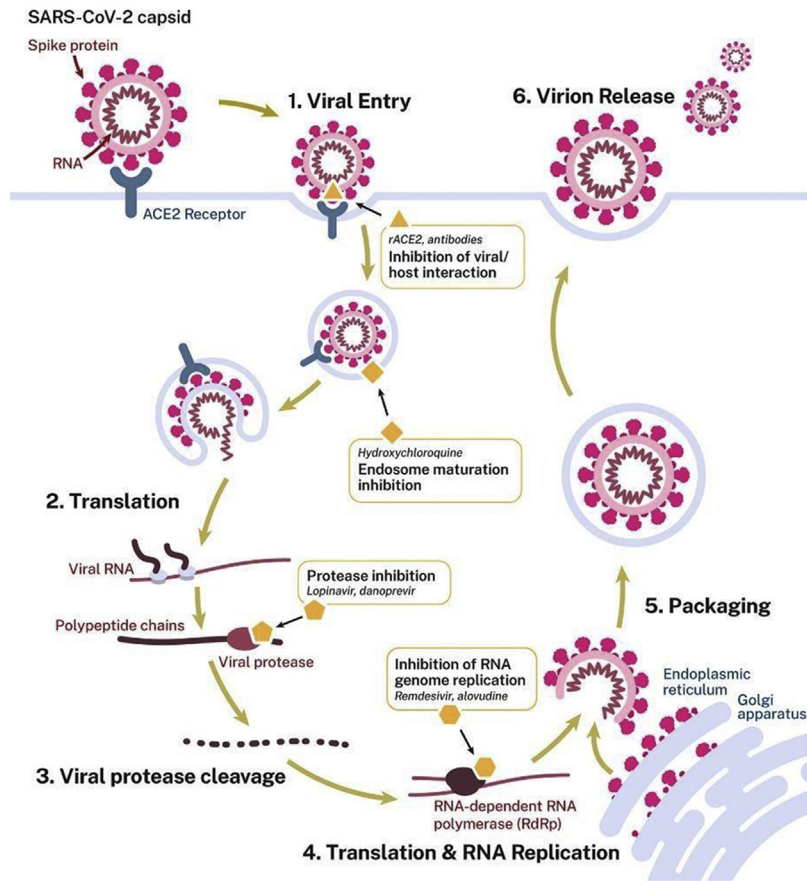 SARS-CoV-2 capsid
Spike protein
RNA
ACE2 Receptor
1. Viral Entry
6. Virion Release
rACE2, antibodies
Inhibition of viral/
host interaction
Hydroxychloroquine
Endosome maturation
inhibition
2. Translation
Viral RNA
Protease inhibition
Lopinavir, danoprevir
Polypeptide chains
Viral protease
5. Packaging
Inhibition of RNA
genome replication
Remdesivir, alovudine
Endoplasmic
reticulum
Golgi
apparatus
3. Viral protease cleavage
RNA-dependent RNA
polymerase (RdRp)
4. Translation & RNA Replication